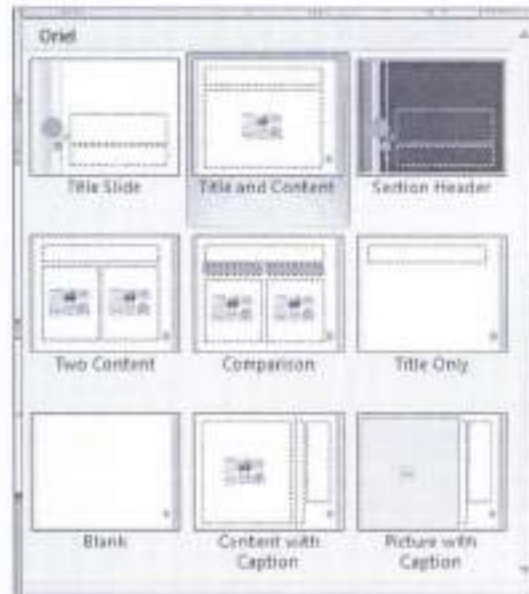 Oriel
Title Slide
Title and Content
Section Header
Two Content
Comparison
Title Only
Blank
Content with
Caption
Picture with
Caption